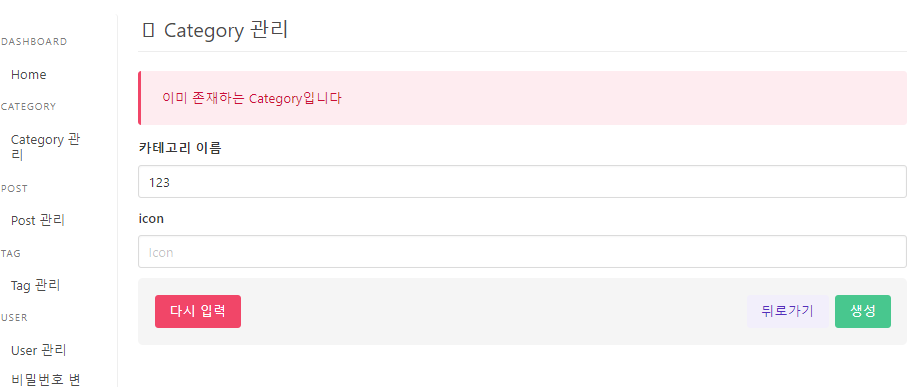 Category 관리
DASHBOARD
Home
CATEGORY
Category 관
리
POST
Post 관리
TAG
Tag 관리
USER
User 관리
비밀번호 변
이미 존재하는 Category입니다
카테고리 이름
123
icon
Icon
다시 입력
뒤로가기
생성